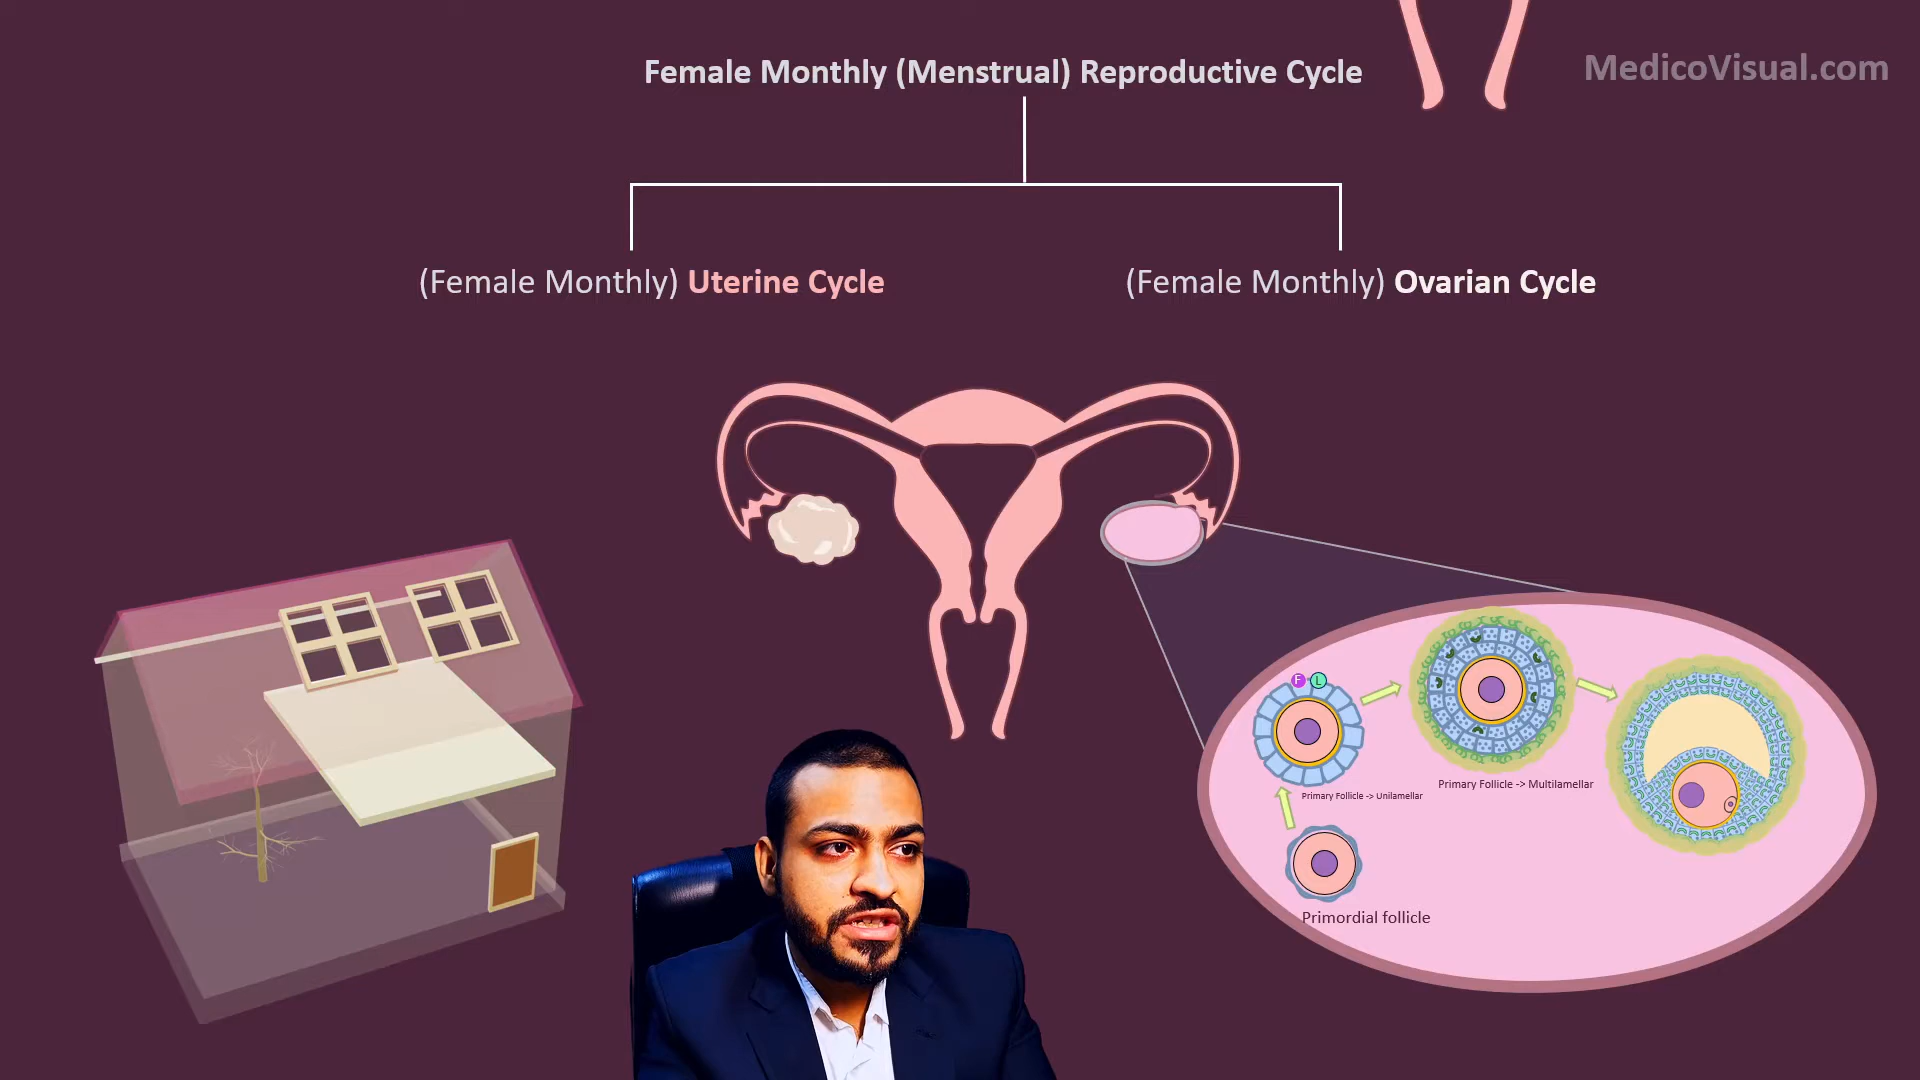 Female Monthly (Menstrual) Reproductive Cycle
MedicoVisual.com
(Female Monthly) Uterine Cycle
(Female Monthly) Ovarian Cycle
F L
Primary Follicle -> Unilamellar
Primary Follicle -> Multilamellar
Primordial follicle